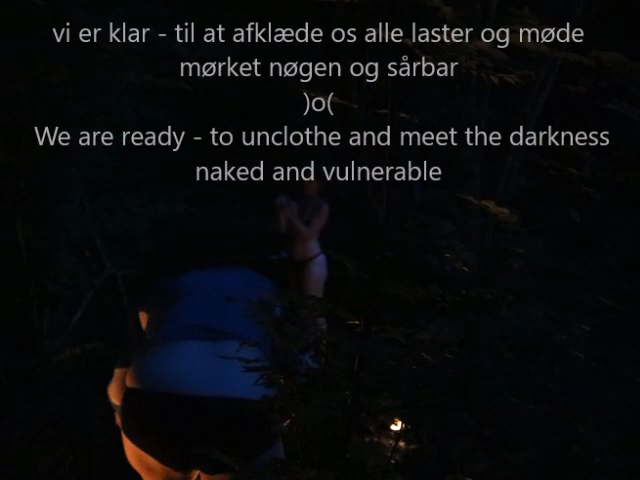 vi er klar - til at afklæde os alle laster og møde
mørket nøgen og sårbar
)o(
We are ready - to unclothe and meet the darkness
naked and vulnerable